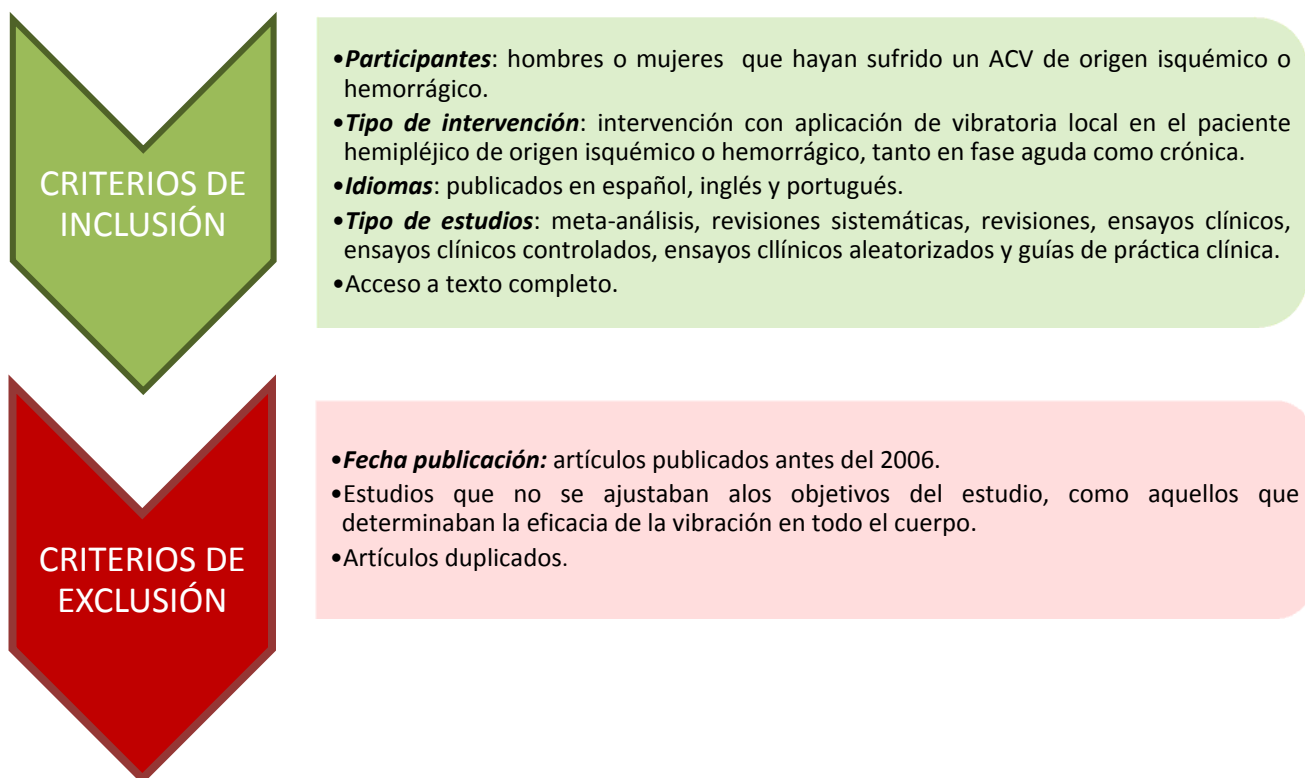 CRITERIOS DE
INCLUSIÓN
•Participantes: hombres o mujeres que hayan sufrido un ACV de origen isquémico o
hemorrágico.
•Tipo de intervención: intervención con aplicación de vibratoria local en el paciente
hemipléjico de origen isquémico o hemorrágico, tanto en fase aguda como crónica.
•Idiomas: publicados en español, inglés y portugués.
•Tipo de estudios: meta-análisis, revisiones sistemáticas, revisiones, ensayos clínicos,
ensayos clínicos controlados, ensayos cllínicos aleatorizados y guías de práctica clínica.
•Acceso a texto completo.
CRITERIOS DE
EXCLUSIÓN
•Fecha publicación: artículos publicados antes del 2006.
•Estudios que no se ajustaban alos objetivos del estudio, como aquellos que
determinaban la eficacia de la vibración en todo el cuerpo.
•Artículos duplicados.